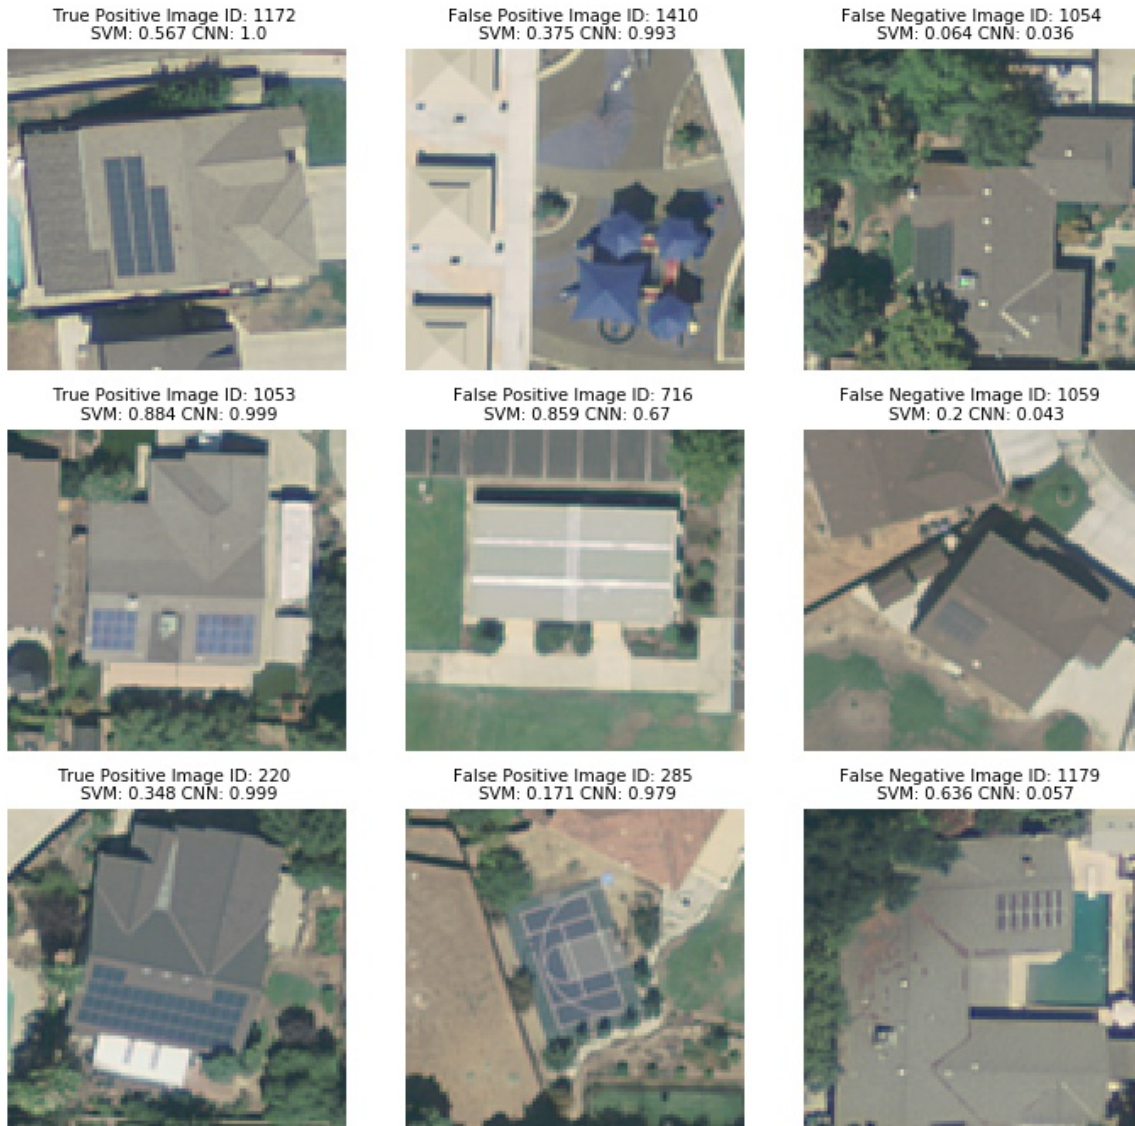 True Positive Image ID: 1172
SVM: 0.567 CNN: 1.0
False Positive Image ID: 1410
SVM: 0.375 CNN: 0.993
False Negative Image ID: 1054
SVM: 0.064 CNN: 0.036
True Positive Image ID: 1053
SVM: 0.884 CNN: 0.999
False Positive Image ID: 716
SVM: 0.859 CNN: 0.67
False Negative Image ID: 1059
SVM: 0.2 CNN: 0.043
True Positive Image ID: 220
SVM: 0.348 CNN: 0.999
False Positive Image ID: 285
SVM: 0.171 CNN: 0.979
False Negative Image ID: 1179
SVM: 0.636 CNN: 0.057